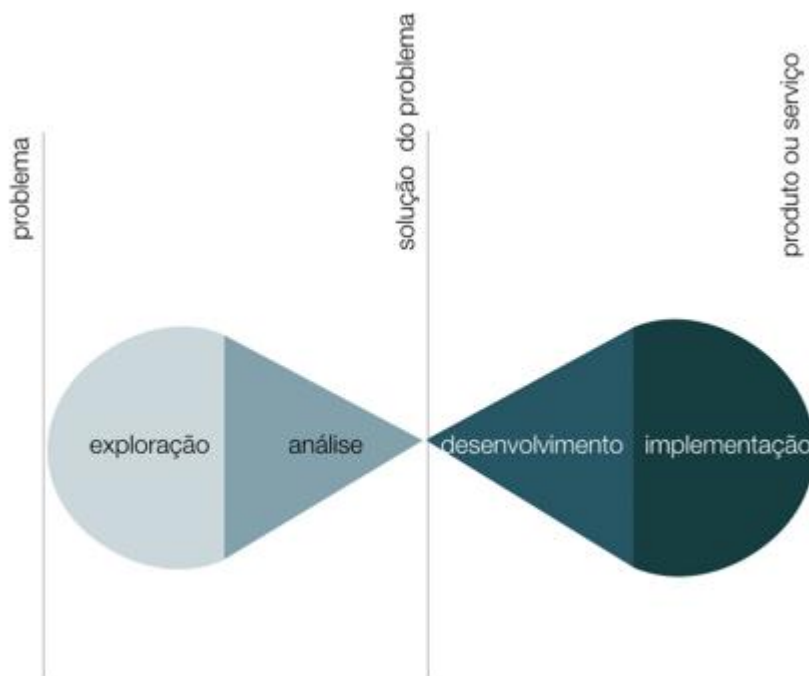 problema
solução do problema
produto ou serviço
exploração
análise
desenvolvimento
implementação